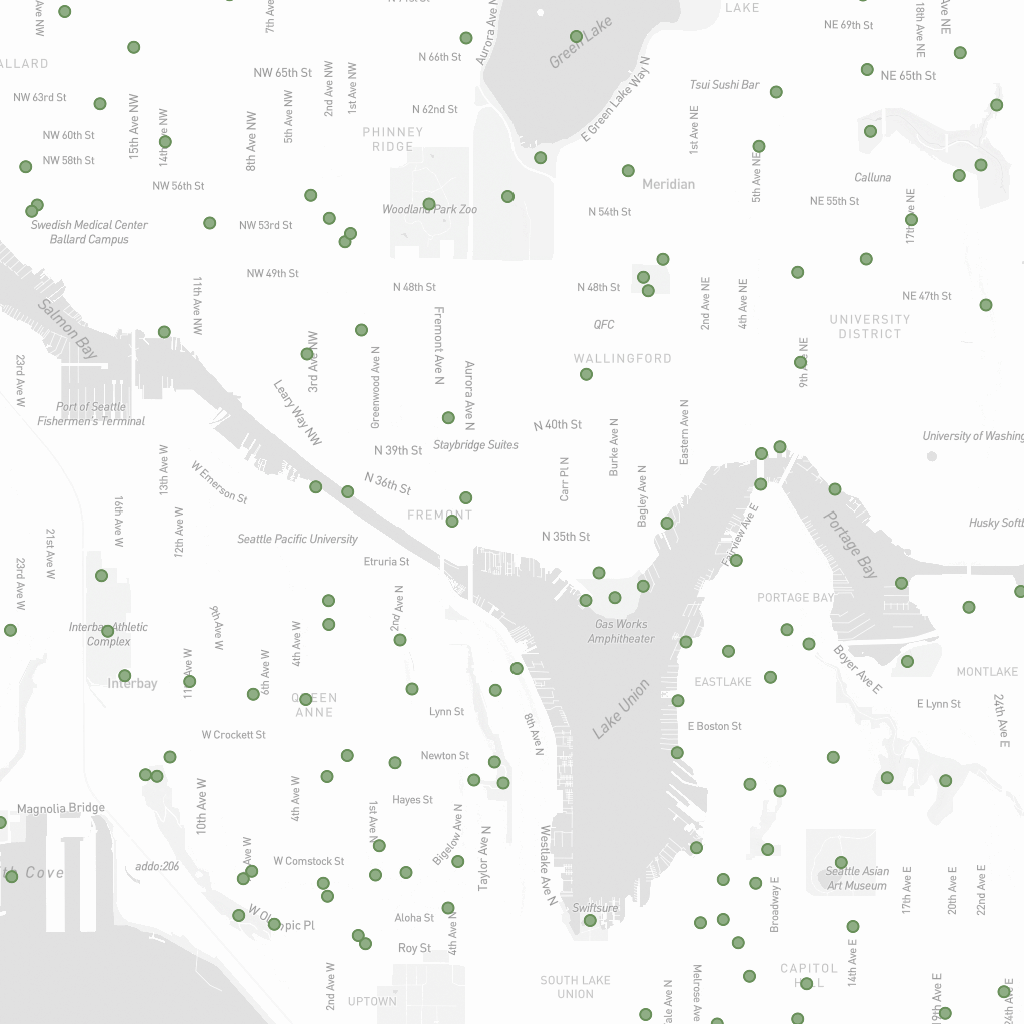 N 71st St
Ave NW
7th Ave NW
Aurora Ave N
Green Lake
LAKE
NE 69th St
18th Ave NE
Ave NE
N 66th St
BALLARD
NW 65th St
2nd Ave NW
1st Ave NW
E Green Lake Way N
Tsui Sushi Bar
NE 65th St
NW 63rd St
15th Ave NW
14th Ave NW
8th Ave NW
5th Ave NW
N 62nd St
1st Ave NE
NW 60th St
PHINNEY
RIDGE
NW 58th St
5th Ave NE
Calluna
NW 56th St
Meridian
Woodland Park Zoo
N 54th St
NE 55th St
17th Ave NE
Swedish Medical Center
Ballard Campus
NW 53rd St
NW 49th St
N 48th St
N 48th St
2nd Ave NE
4th Ave NE
NE 47th St
11th Ave NW
Salmon Bay
Fremont Ave N
QFC
UNIVERSITY
DISTRICT
23rd Ave W
3rd Ave NW
Greenwood Ave N
Aurora Ave N
WALLINGFORD
9th Ave NE
Port of Seattle
Fishermen's Terminal
Leary Way NW
N 40th St
Burke Ave N
Eastern Ave N
University of Washing
N 39th St
Staybridge Suites
13th Ave W
W Emerson St
N 36th St
Carr Pl N
Bagley Ave N
16th Ave W
12th Ave W
FREMONT
Fairview Ave E
Portage Bay
Husky Softb
21st Ave W
Seattle Pacific University
N 35th St
Etruria St
23rd Ave W
PORTAGE BAY
9th Ave W
2nd Ave N
Interbay Athletic
Complex
4th Ave W
Gas Works
Amphitheater
11th Ave W
6th Ave W
Boyer Ave E
MONTLAKE
Interbay
QUEEN
ANNE
EASTLAKE
Lake Union
Lynn St
8th Ave N
E Lynn St
24th Ave E
W Crockett St
E Boston St
Newton St
10th Ave W
4th Ave W
Magnolia Bridge
Hayes St
1st Ave N
Bigelow Ave N
Taylor Ave N
Westlake Ave N
addo:206
Ave W
W Comstock St
th Cove
Seattle Asian
Art Museum
17th Ave E
20th Ave E
22nd Ave E
Broadway E
W Olympic Pl
Aloha St
4th Ave N
Swiftsure
Roy St
14th Ave E
2nd Ave W
UPTOWN
SOUTH LAKE
UNION
Melrose Ave
CAPITOL
HILL
ale Ave N
19th Ave E
24th Ave E